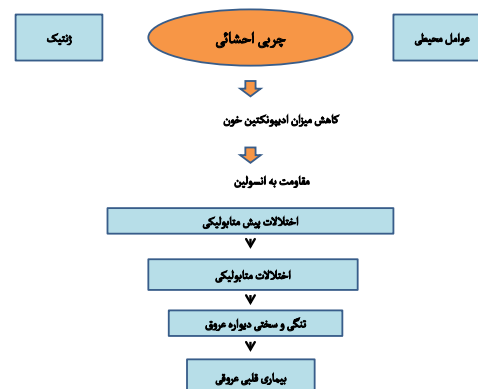 عوامل محیطی
چربی احشائی
ژنتیک
کاهش میزان ادیپونکتین خون
مقاومت به انسولین
اختلالات پیش متابولیکی
اختلالات متابولیکی
تنگی و سختی دیواره عروق
بیماری قلبی عروقی